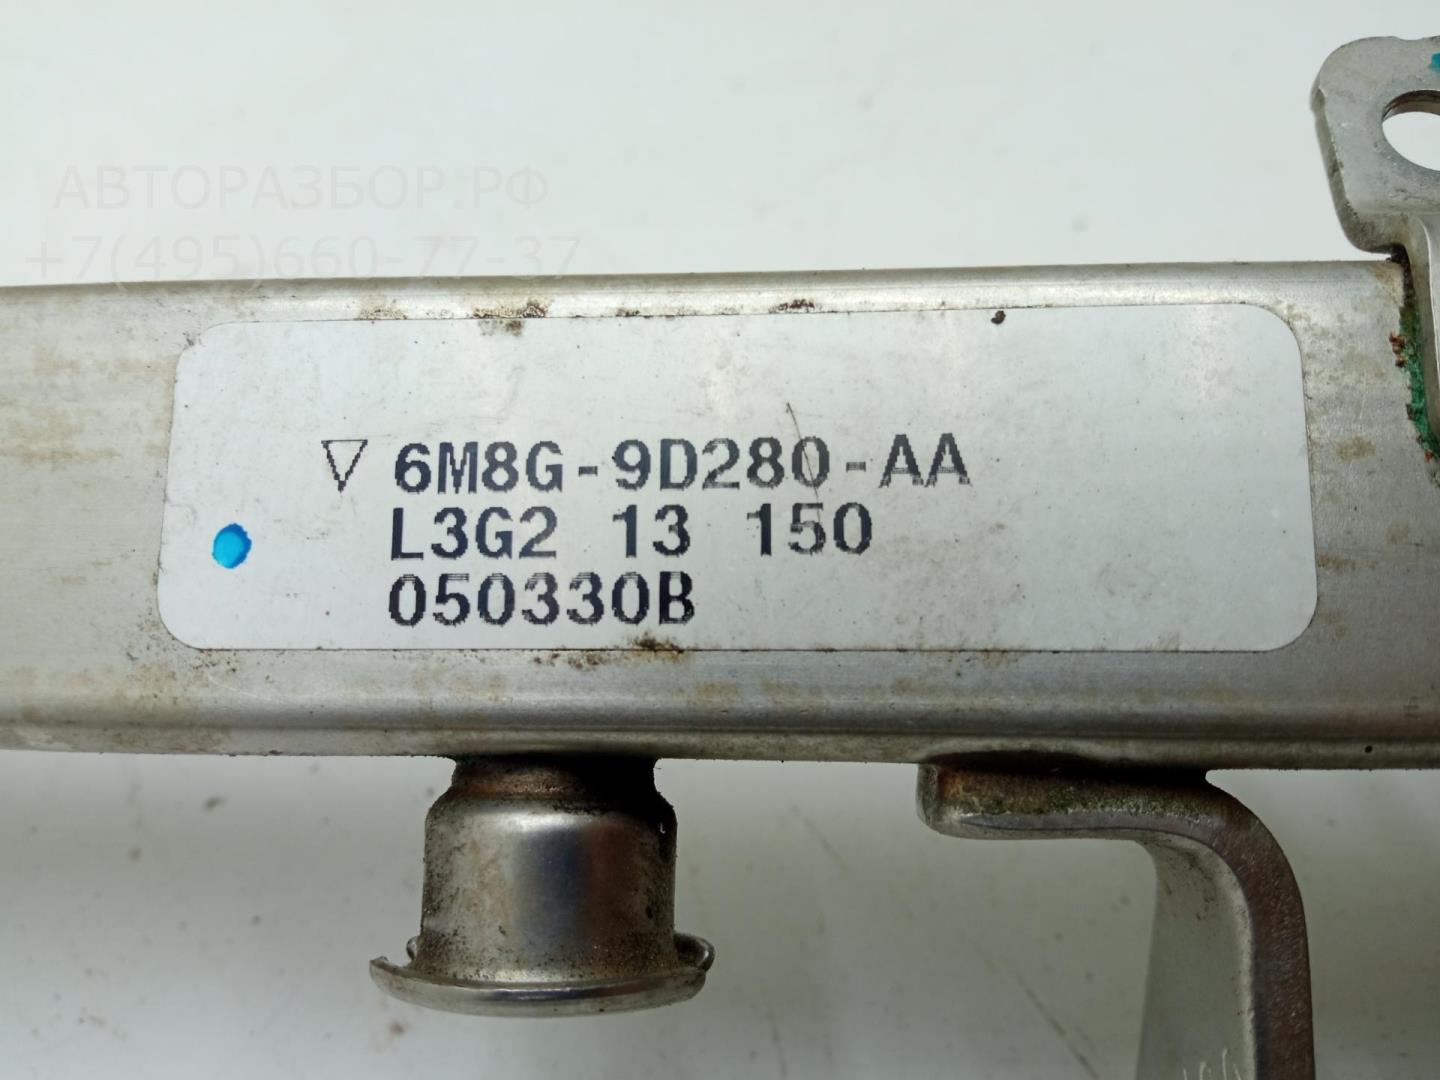 АВТОРАЗБОР.РФ
+7(495)660-77-37
▽ 6M8G-9D280-AA
L3G2 13 150
050330B